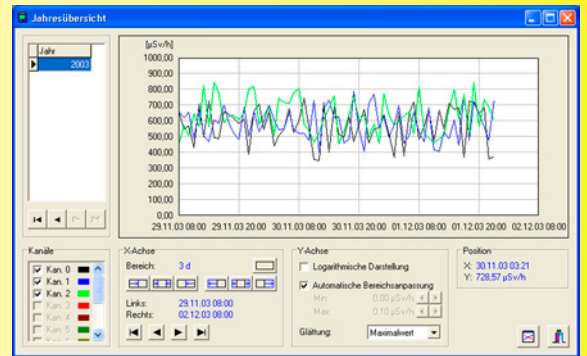 Jahresübersicht
Jahr
2003
[µSv/h]
1000,00
900,00
800,00
700,00
600,00
500,00
400,00
300,00
200,00
100,00
0,00
29.11.03 08:00 29.11.03 20:00 30.11.03 08:00 30.11.03 20:00 01.12.03 08:00 01.12.03 20:00 02.12.03 08:00
Kanäle
Kan. 0
Kan. 1
Kan. 2
Kan. 3
Kan. 4
Kan. 5
X-Achse
Bereich: 3 d
Links: 29.11.03 08:00
Rechts: 02.12.03 08:00
Y-Achse
Logarithmische Darstellung
Automatische Bereichsanpassung
Min: 0,00 µSv/h
Max: 0,10 µSv/h
Glättung: Maximalwert
Position
X: 30.11.03 03:21
Y: 728,57 µSv/h